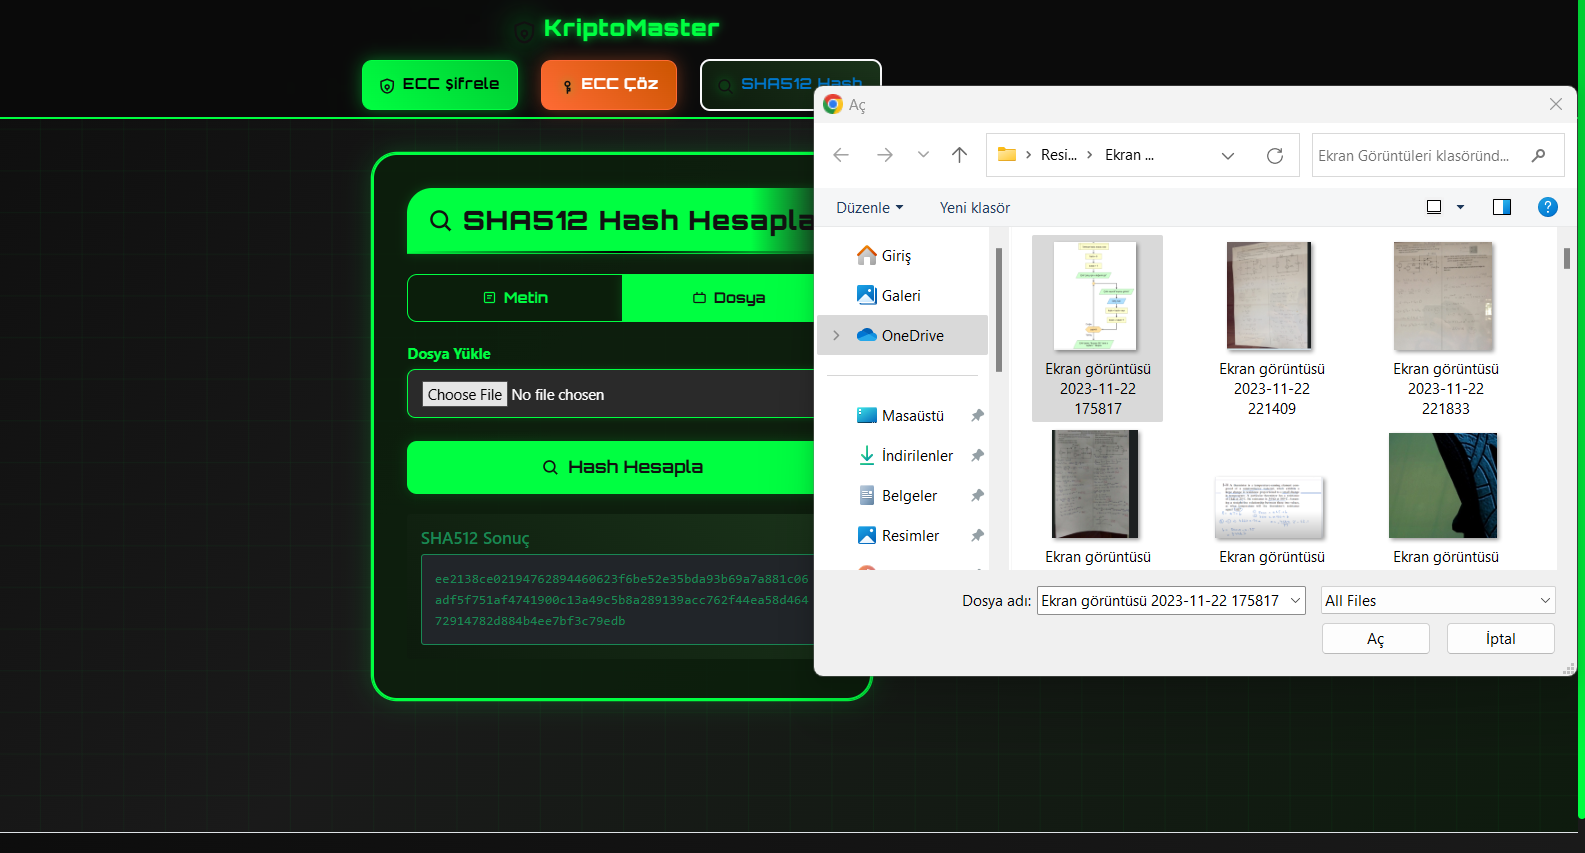 KriptoMaster
ECC Şifrele
ECC Çöz
SHA512 Hash
SHA512 Hash Hesapla
Metin
Dosya
Dosya Yükle
Choose File No file chosen
Hash Hesapla
SHA512 Sonuç
ee2138ce02194762894460623f6be52e35bda93b69a7a881c06
adf5f751af4741900c13a49c5b8a289139acc762f44ea58d464
72914782d884b4ee7bf3c79edb
Aç
Resi...
Ekran ...
Ekran Görüntüleri klasöründ...
Düzenle
Yeni klasör
Giriş
Galeri
OneDrive
Masaüstü
İndirilenler
Belgeler
Resimler
Ekran görüntüsü
2023-11-22
175817
Ekran görüntüsü
2023-11-22
221409
Ekran görüntüsü
2023-11-22
221833
Ekran görüntüsü
Ekran görüntüsü
Ekran görüntüsü
Dosya adı: Ekran görüntüsü 2023-11-22 175817
All Files
Aç
İptal